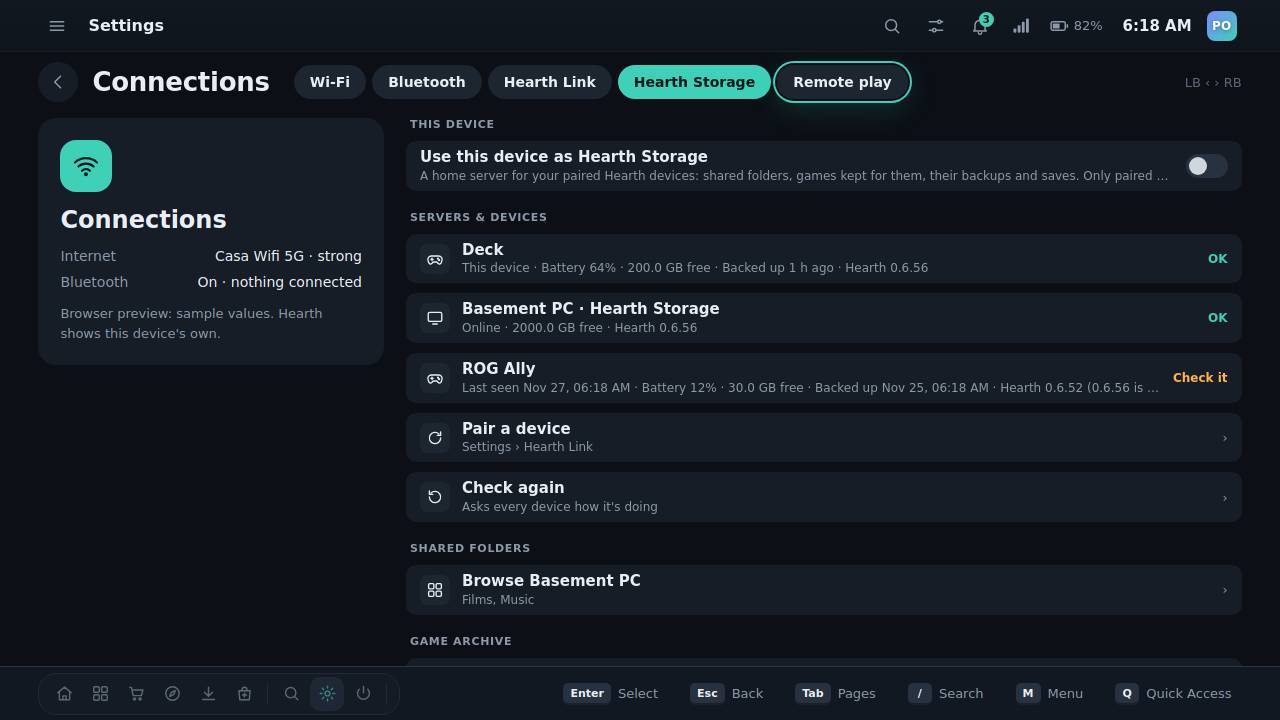 Settings
3
82%
6:18 AM
PO
Connections
Wi-Fi
Bluetooth
Hearth Link
Hearth Storage
Remote play
LB ‹ › RB
Connections
Internet Casa Wifi 5G · strong
Bluetooth On · nothing connected
Browser preview: sample values. Hearth
shows this device's own.
THIS DEVICE
Use this device as Hearth Storage
A home server for your paired Hearth devices: shared folders, games kept for them, their backups and saves. Only paired ...
SERVERS & DEVICES
Deck
This device · Battery 64% · 200.0 GB free · Backed up 1 h ago · Hearth 0.6.56
OK
Basement PC · Hearth Storage
Online · 2000.0 GB free · Hearth 0.6.56
OK
ROG Ally
Last seen Nov 27, 06:18 AM · Battery 12% · 30.0 GB free · Backed up Nov 25, 06:18 AM · Hearth 0.6.52 (0.6.56 is ...
Check it
Pair a device
Settings › Hearth Link
›
Check again
Asks every device how it's doing
›
SHARED FOLDERS
Browse Basement PC
Films, Music
›
GAME ARCHIVE
Enter Select
Esc Back
Tab Pages
/ Search
M Menu
Q Quick Access